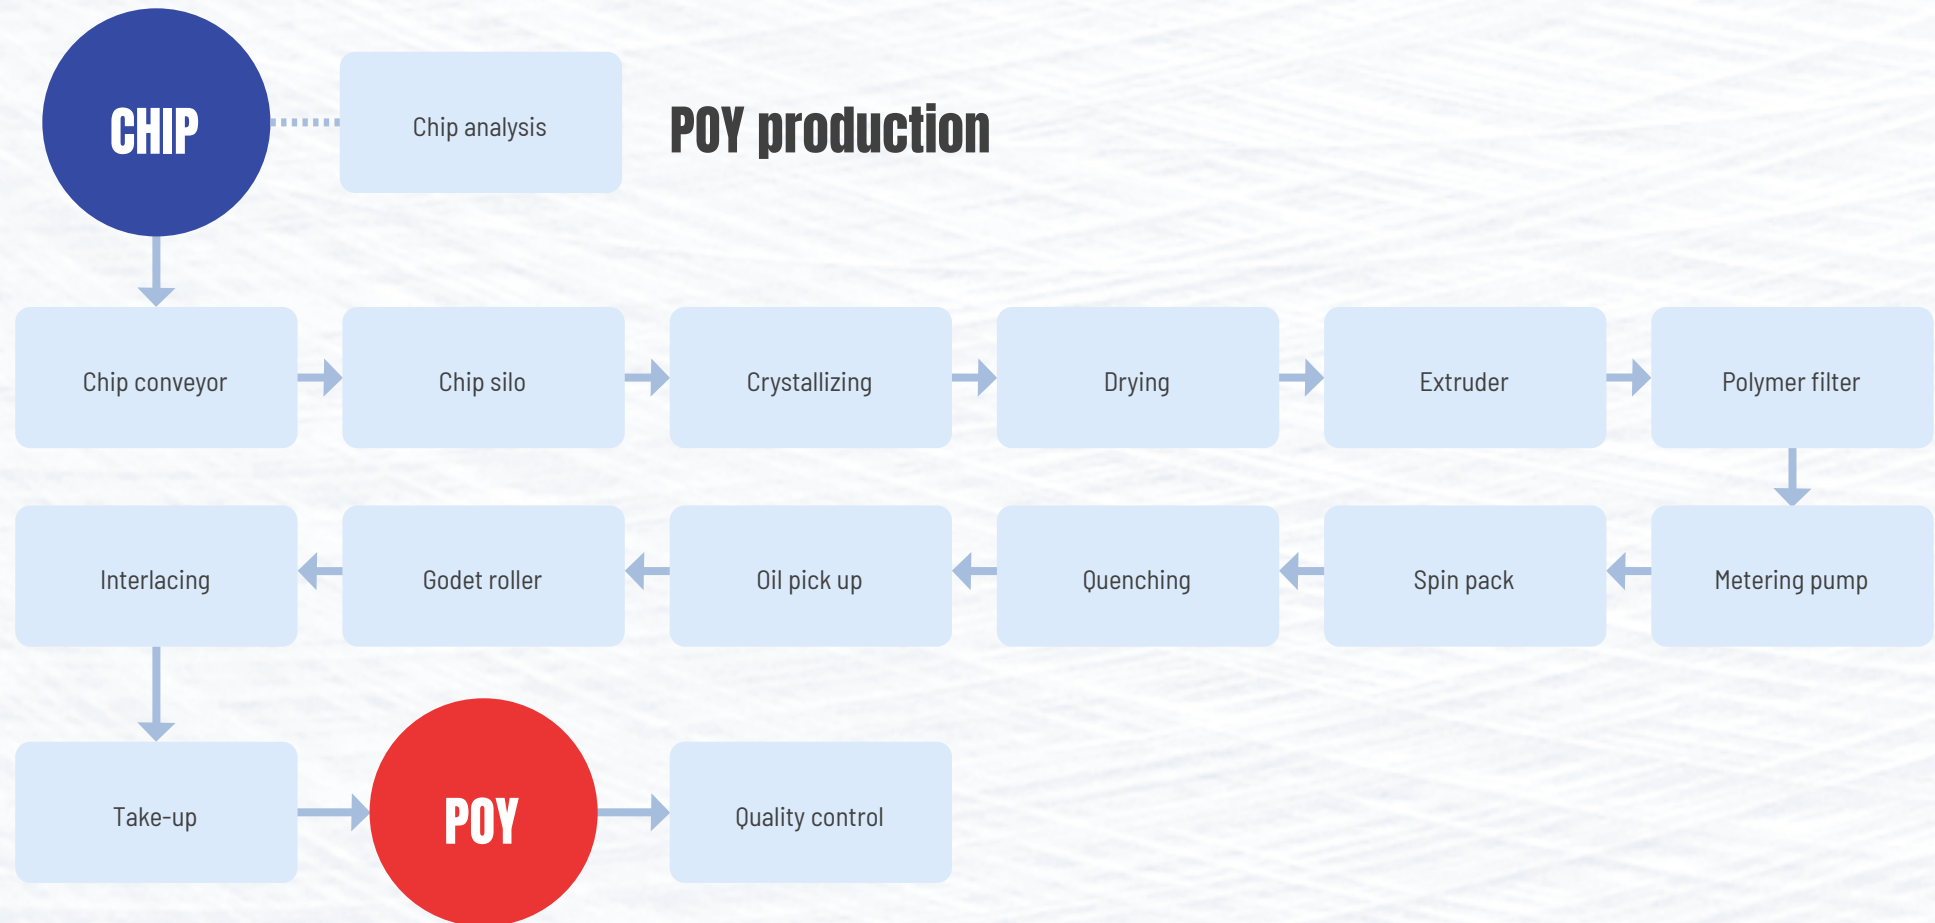 CHIP
Chip analysis
POY production
Chip conveyor
Chip silo
Crystallizing
Drying
Extruder
Polymer filter
Interlacing
Godet roller
Oil pick up
Quenching
Spin pack
Metering pump
Take-up
POY
Quality control